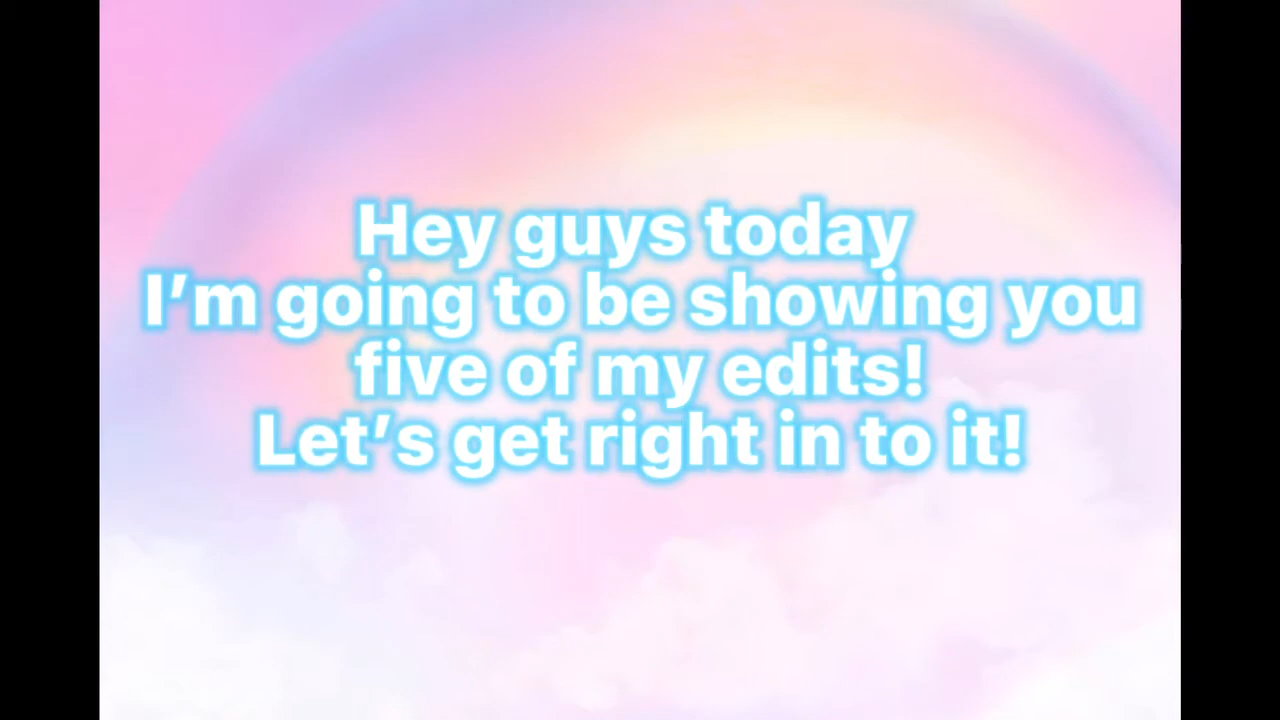 Hey guys today
I’m going to be showing you
five of my edits!
Let’s get right in to it!